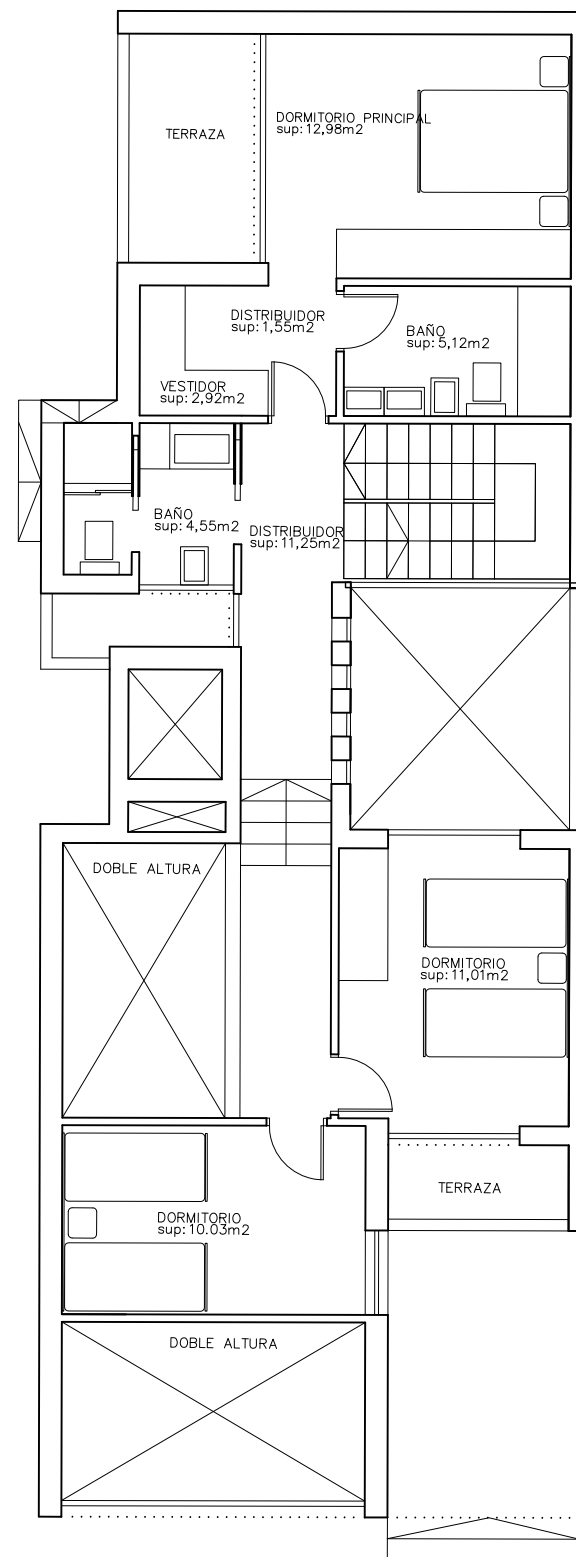 DORMITORIO PRINCIPAL
sup: 12,98m2
TERRAZA
DISTRIBUIDOR
sup: 1,55m2
BAÑO
sup: 5,12m2
VESTIDOR
sup: 2,92m2
BAÑO
sup: 4,55m2
DISTRIBUIDOR
sup: 11,25m2
DOBLE ALTURA
DORMITORIO
sup: 11,01m2
TERRAZA
DORMITORIO
sup: 10.03m2
DOBLE ALTURA